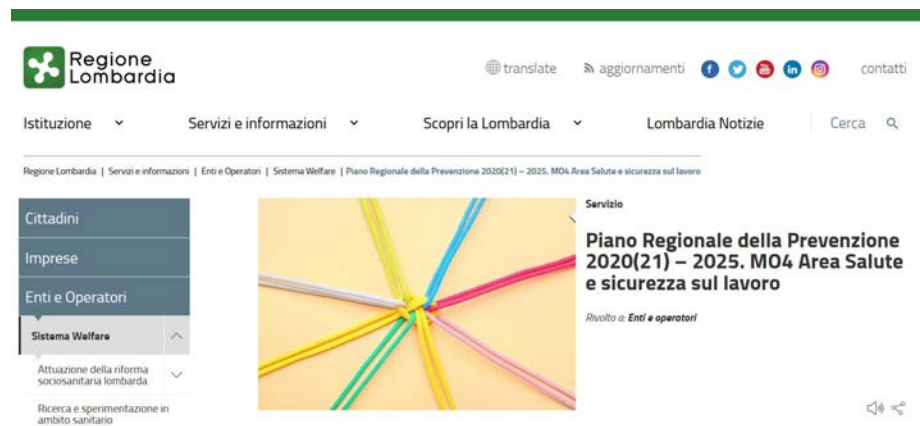 Regione
Lombardia
translate
aggiornamenti
contatti
Istituzione
Servizi e informazioni
Scopri la Lombardia
Lombardia Notizie
Cerca
Regione Lombardia | Servizi e informazioni | Enti e Operatori | Sistema Welfare | Piano Regionale della Prevenzione 2020(21) – 2025. MO4 Area Salute e sicurezza sul lavoro
Cittadini
Imprese
Enti e Operatori
Sistema Welfare
Attuazione della riforma
sociosanitaria lombarda
Ricerca e sperimentazione in
ambito sanitario
Servizio
Piano Regionale della Prevenzione
2020(21) – 2025. MO4 Area Salute
e sicurezza sul lavoro
Rivolto a: Enti e operatori